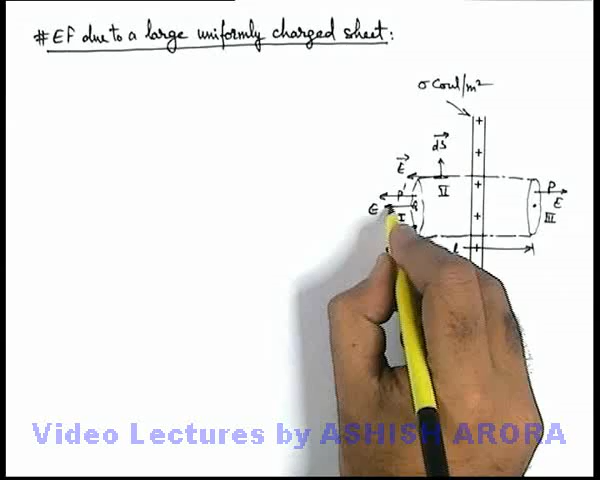 # EF due to a large uniformly charged sheet:
σ Coul/m²
dS
E
II
P'
P
E
I
E
III
l
Video Lectures by ASHISH ARORA